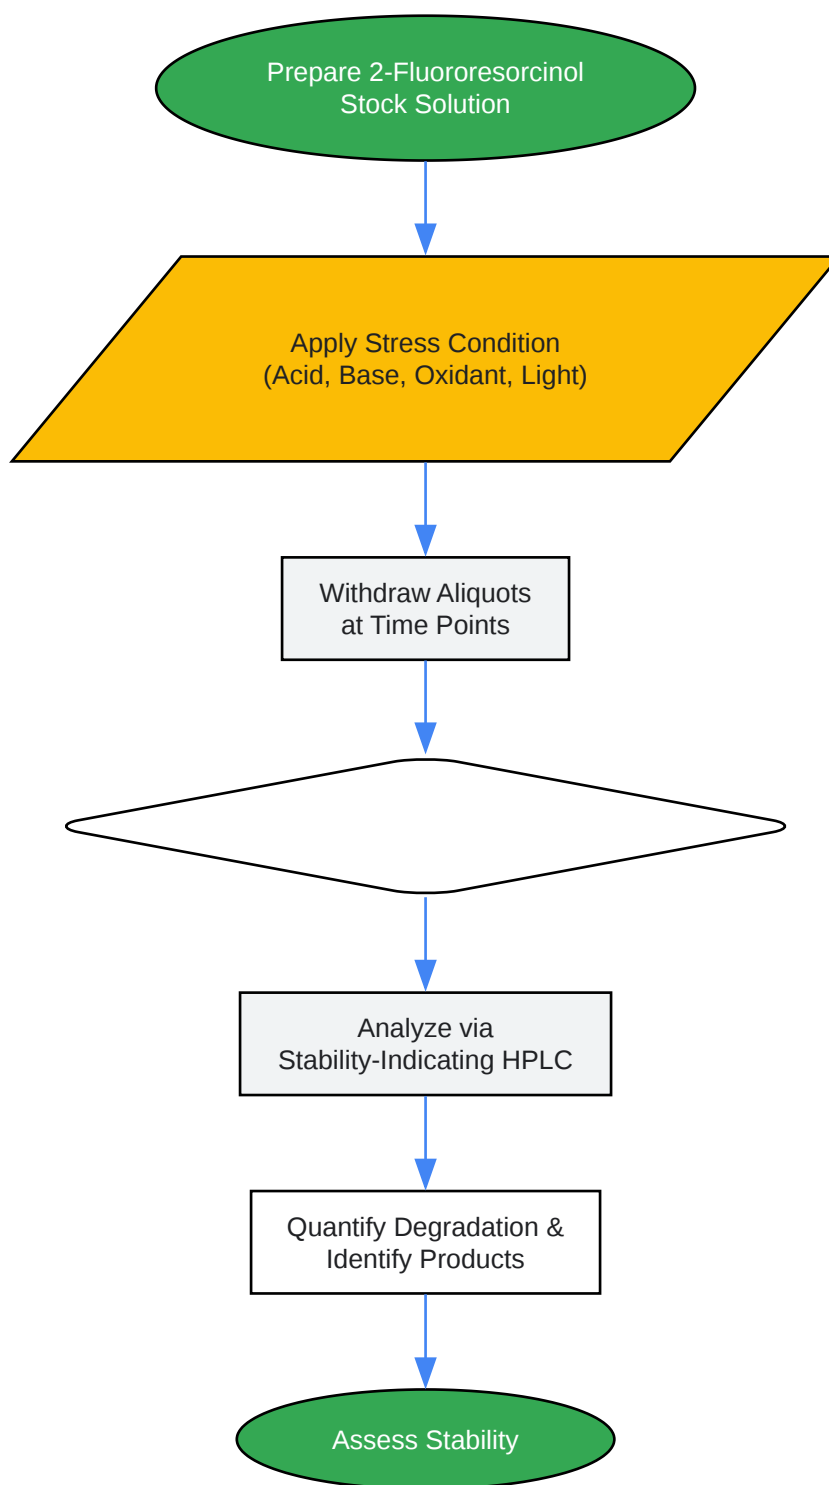 Prepare 2-Fluororesorcinol
Stock Solution
Apply Stress Condition
(Acid, Base, Oxidant, Light)
Withdraw Aliquots
at Time Points
Analyze via
Stability-Indicating HPLC
Quantify Degradation &
Identify Products
Assess Stability